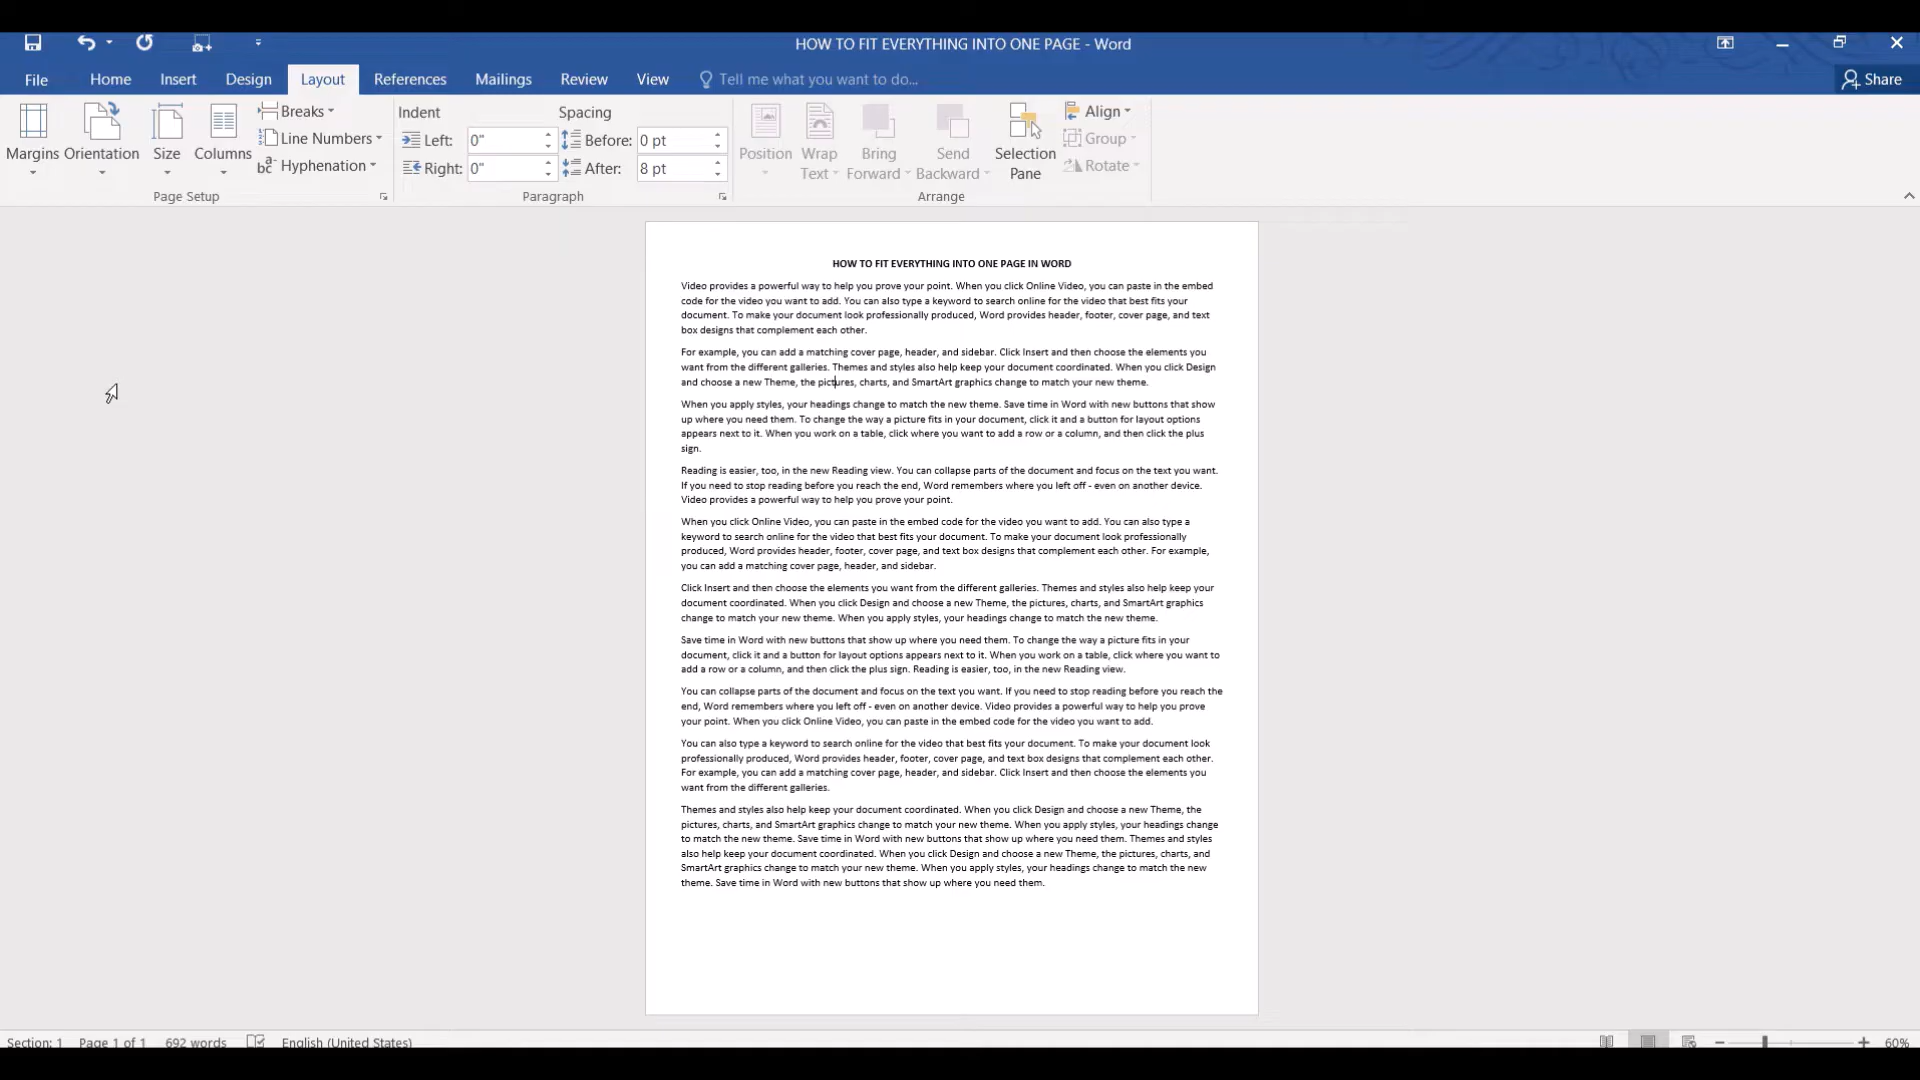 HOW TO FIT EVERYTHING INTO ONE PAGE - Word
File Home Insert Design Layout References Mailings Review View Tell me what you want to do... Share
Margins Orientation Size Columns
Breaks
Line Numbers
Hyphenation
Page Setup
Indent Spacing
Left: 0" Before: 0 pt
Right: 0" After: 8 pt
Paragraph
Position Wrap Text Bring Forward Send Backward Selection Pane
Align
Group
Rotate
Arrange
HOW TO FIT EVERYTHING INTO ONE PAGE IN WORD
Video provides a powerful way to help you prove your point. When you click Online Video, you can paste in the embed
code for the video you want to add. You can also type a keyword to search online for the video that best fits your
document. To make your document look professionally produced, Word provides header, footer, cover page, and text
box designs that complement each other.
For example, you can add a matching cover page, header, and sidebar. Click Insert and then choose the elements you
want from the different galleries. Themes and styles also help keep your document coordinated. When you click Design
and choose a new Theme, the pictures, charts, and SmartArt graphics change to match your new theme.
When you apply styles, your headings change to match the new theme. Save time in Word with new buttons that show
up where you need them. To change the way a picture fits in your document, click it and a button for layout options
appears next to it. When you work on a table, click where you want to add a row or a column, and then click the plus
sign.
Reading is easier, too, in the new Reading view. You can collapse parts of the document and focus on the text you want.
If you need to stop reading before you reach the end, Word remembers where you left off - even on another device.
Video provides a powerful way to help you prove your point.
When you click Online Video, you can paste in the embed code for the video you want to add. You can also type a
keyword to search online for the video that best fits your document. To make your document look professionally
produced, Word provides header, footer, cover page, and text box designs that complement each other. For example,
you can add a matching cover page, header, and sidebar.
Click Insert and then choose the elements you want from the different galleries. Themes and styles also help keep your
document coordinated. When you click Design and choose a new Theme, the pictures, charts, and SmartArt graphics
change to match your new theme. When you apply styles, your headings change to match the new theme.
Save time in Word with new buttons that show up where you need them. To change the way a picture fits in your
document, click it and a button for layout options appears next to it. When you work on a table, click where you want to
add a row or a column, and then click the plus sign. Reading is easier, too, in the new Reading view.
You can collapse parts of the document and focus on the text you want. If you need to stop reading before you reach the
end, Word remembers where you left off - even on another device. Video provides a powerful way to help you prove
your point. When you click Online Video, you can paste in the embed code for the video you want to add.
You can also type a keyword to search online for the video that best fits your document. To make your document look
professionally produced, Word provides header, footer, cover page, and text box designs that complement each other.
For example, you can add a matching cover page, header, and sidebar. Click Insert and then choose the elements you
want from the different galleries.
Themes and styles also help keep your document coordinated. When you click Design and choose a new Theme, the
pictures, charts, and SmartArt graphics change to match your new theme. When you apply styles, your headings change
to match the new theme. Save time in Word with new buttons that show up where you need them. Themes and styles
also help keep your document coordinated. When you click Design and choose a new Theme, the pictures, charts, and
SmartArt graphics change to match your new theme. When you apply styles, your headings change to match the new
theme. Save time in Word with new buttons that show up where you need them.
Section: 1 Page 1 of 1 692 words English (United States) 60%